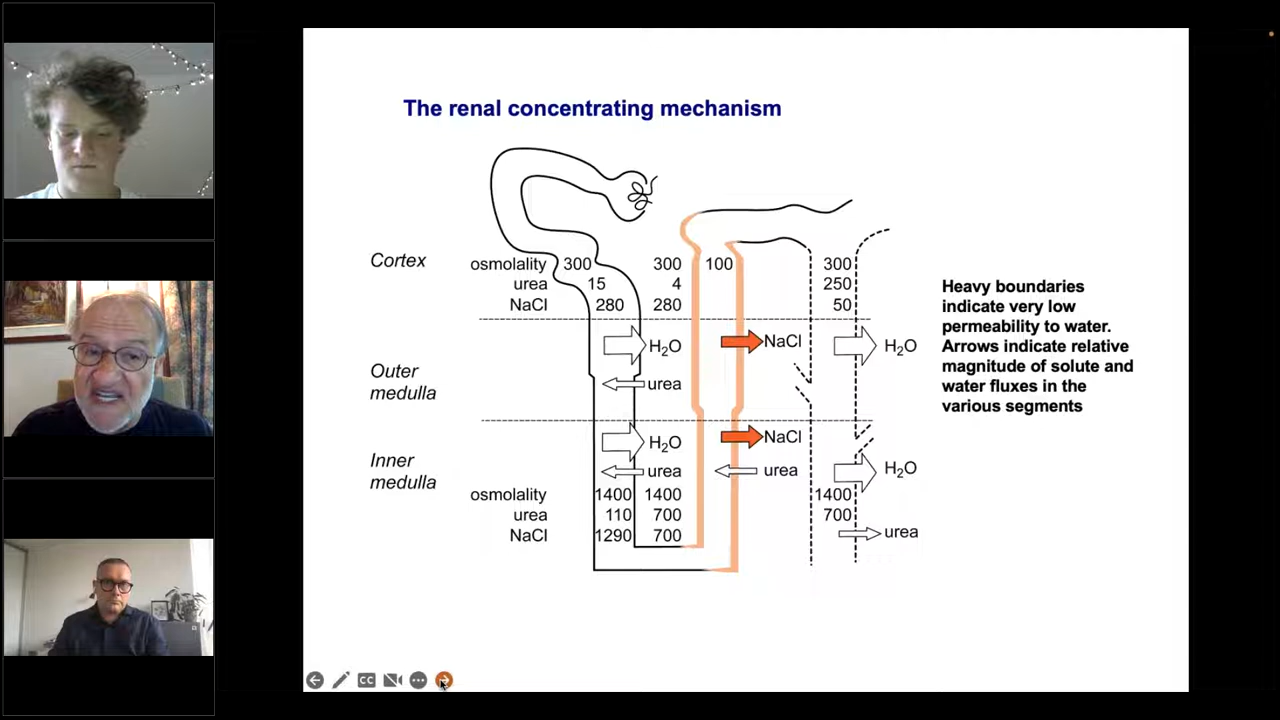 The renal concentrating mechanism
Cortex
osmolality 300 300 100 300
urea 15 4 250
NaCl 280 280 50
H₂O NaCl H₂O
Outer
medulla
urea
H₂O NaCl
Inner
medulla
urea urea H₂O
osmolality 1400 1400 1400
urea 110 700 700
NaCl 1290 700 urea
Heavy boundaries
indicate very low
permeability to water.
Arrows indicate relative
magnitude of solute and
water fluxes in the
various segments
CC